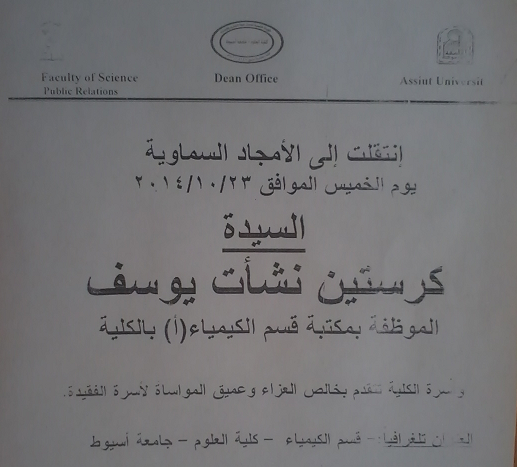 Faculty of Science
Public Relations
Dean Office
Assiut Universit
إنتقلت إلى الأمجاد السماوية
يوم الخميس الموافق ٢٠١٤/١٠/٢٣
السيدة
كرستين نشأت يوسف
الموظفة بمكتبة قسم الكيمياء(أ) بالكلية
وأسرة الكلية تتقدم بخالص العزاء وعميق المواساة لأسرة الفقيدة.
العنوان تلغرافيا:- قسم الكيمياء – كلية العلوم – جامعة أسيوط